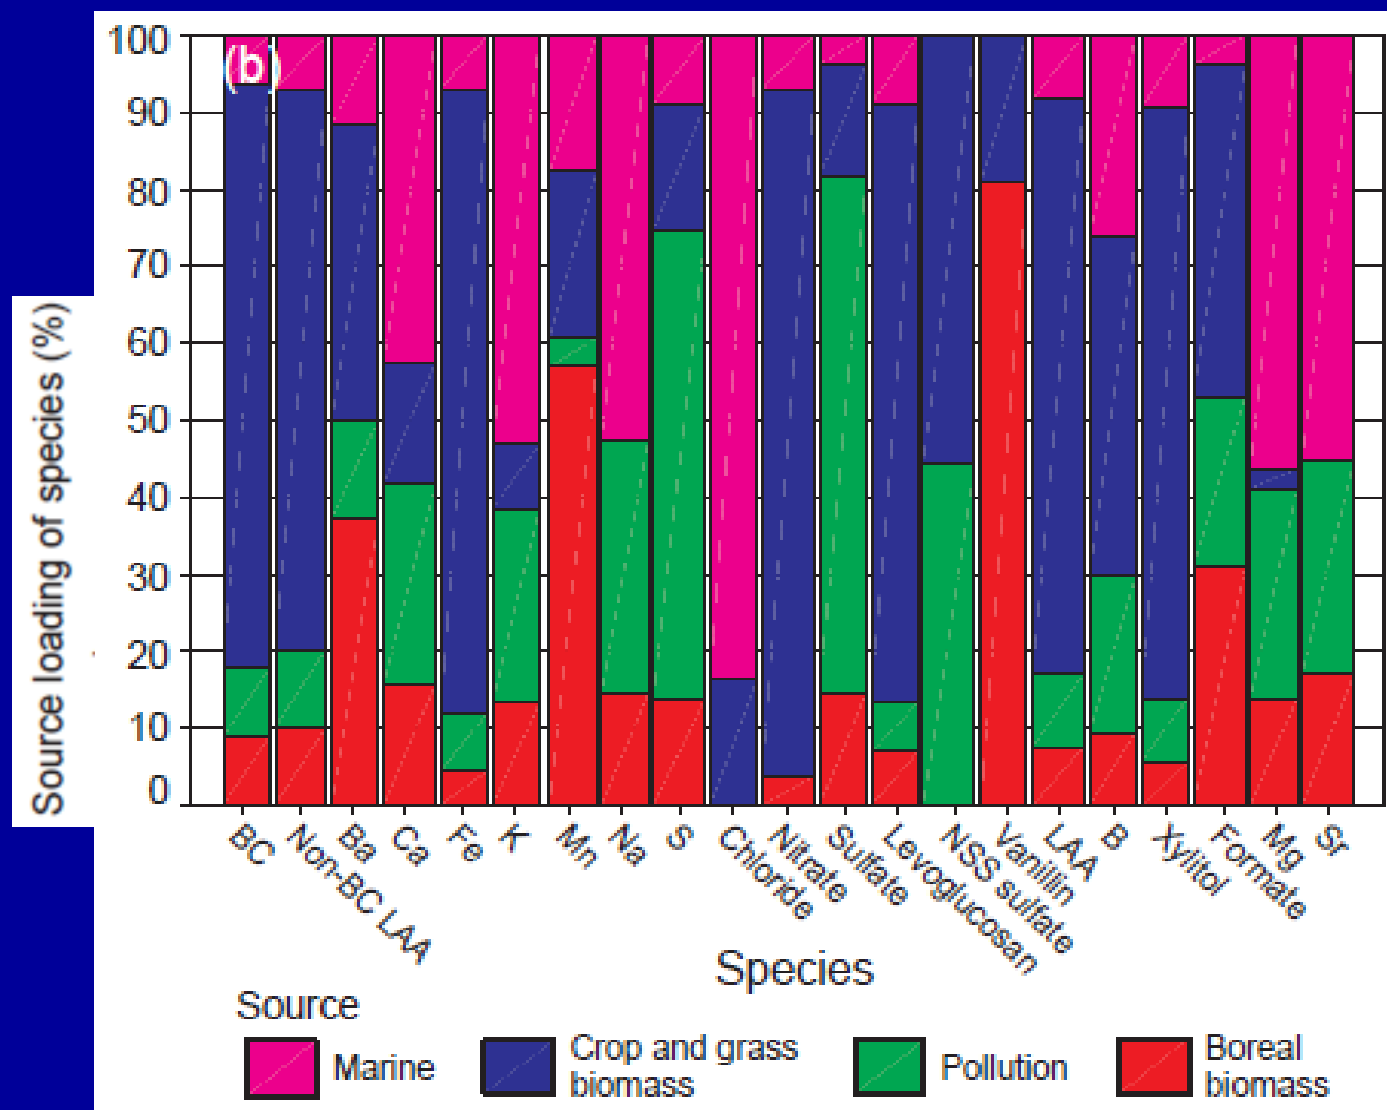 (b)
Source loading of species (%)
100
90
80
70
60
50
40
30
20
10
0
BC
Non-BC LAA
Ba
Ca
Fe
K
Mn
Na
S
Chloride
Nitrate
Sulfate
Levoglucosan
NSS sulfate
Vanillin
LAA
B
Xylitol
Formate
Mg
Sr
Species
Source
Marine
Crop and grass
biomass
Pollution
Boreal
biomass